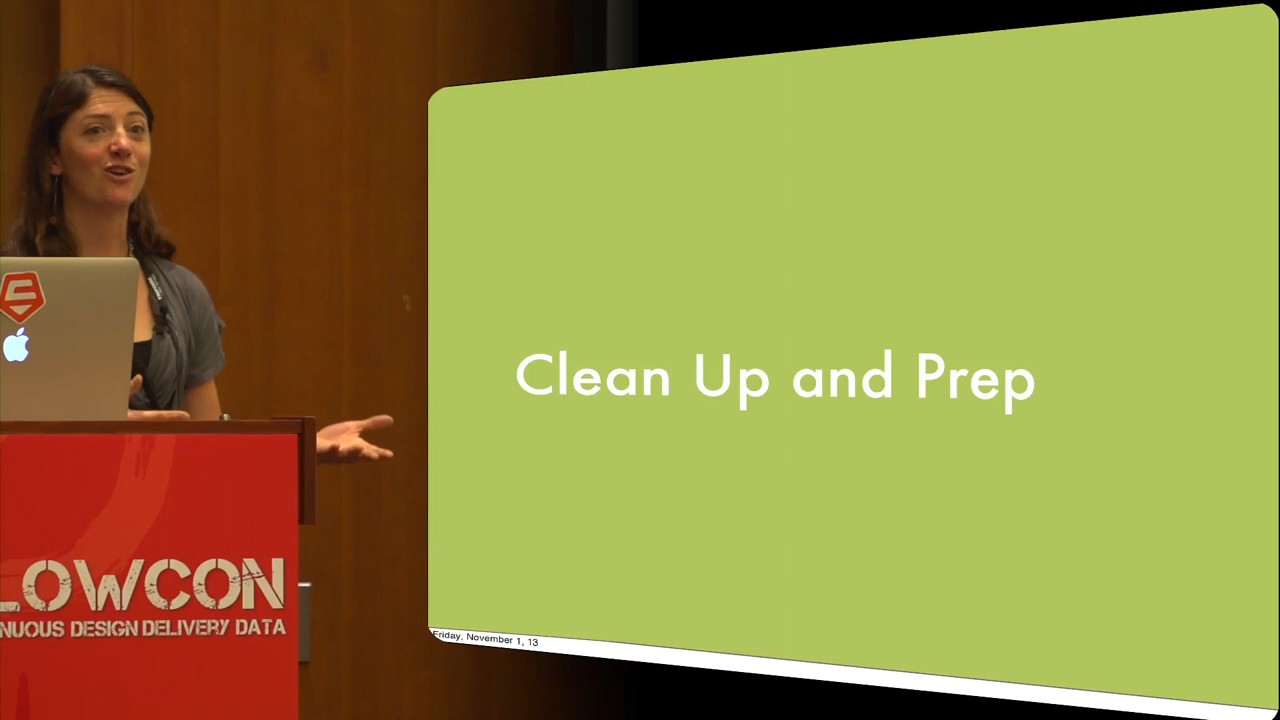 Clean Up and Prep
Friday, November 1, 13
LOWCON
NUOUS DESIGN DELIVERY DATA